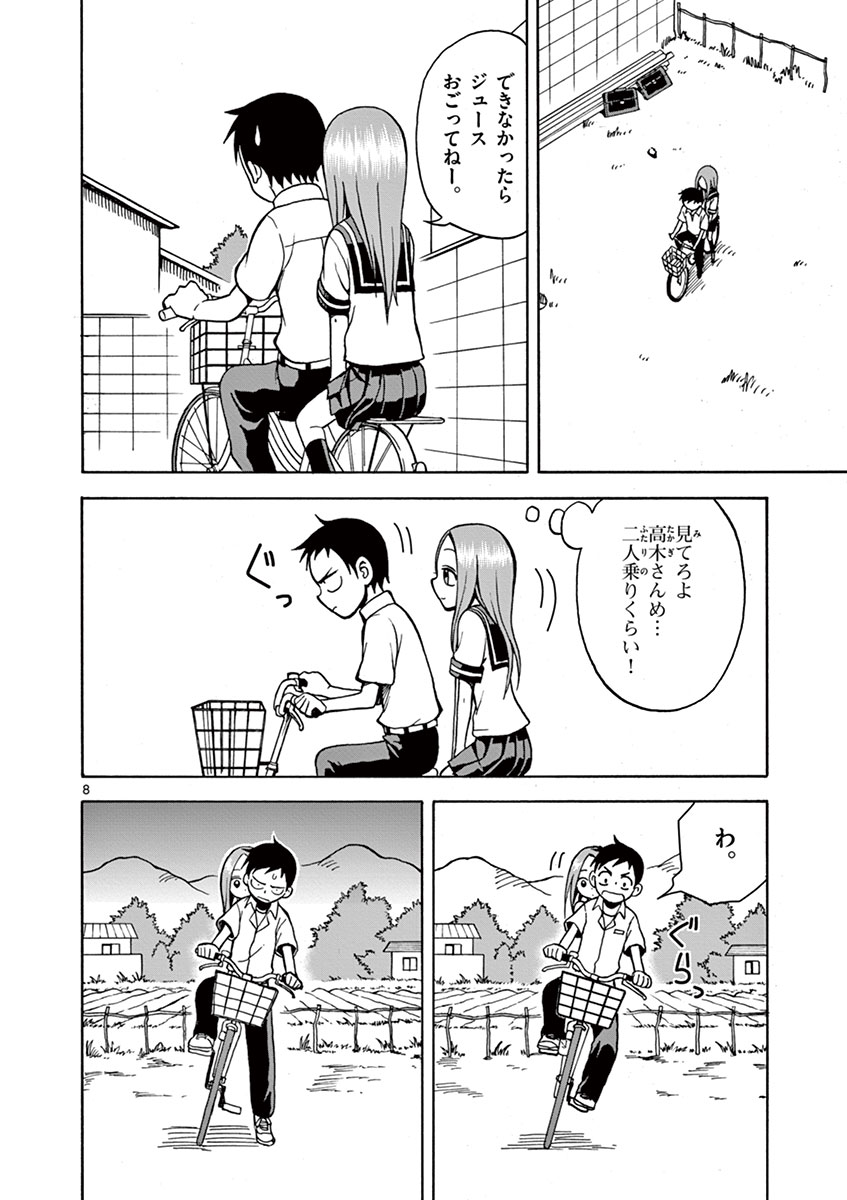 できなかったら
ジュース
おごってねー。
見てろよ
高木さんめ…
二人乗りくらい！
ぐっ
8
わ。
ぐらっ